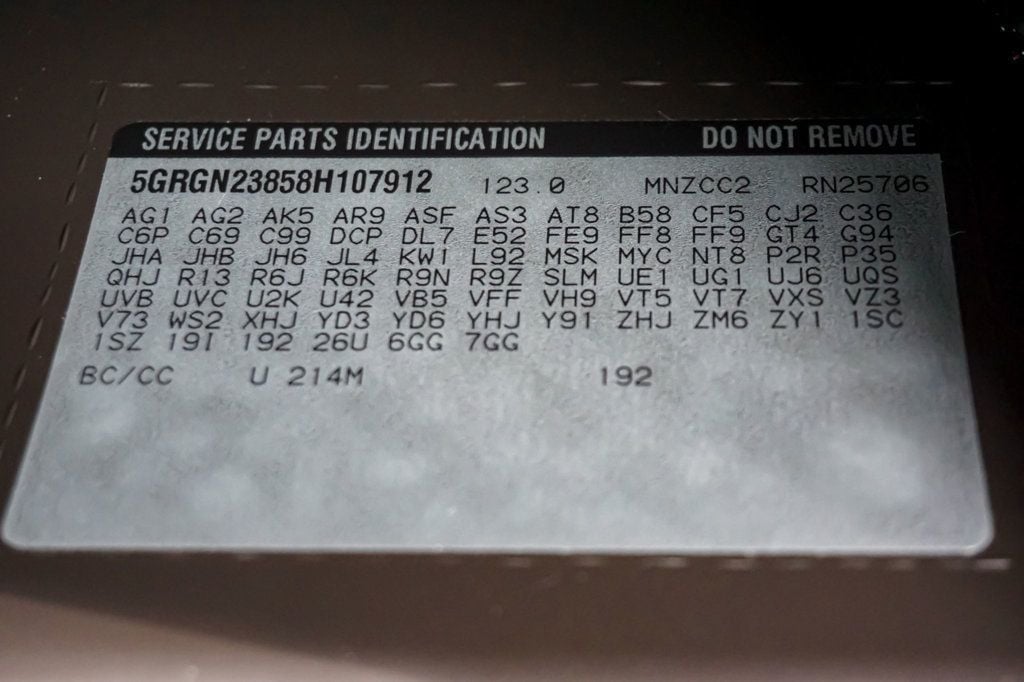 SERVICE PARTS IDENTIFICATION DO NOT REMOVE
5GRGN23858H107912 123.0 MNZCC2 RN25706
AG1 AG2 AK5 AR9 ASF AS3 AT8 B58 CF5 CJ2 C36
C6P C69 C99 DCP DL7 E52 FE9 FF8 FF9 GT4 G94
JHA JHB JH6 JL4 KW1 L92 MSK MYC NT8 P2R P35
QHJ R13 R6J R6K R9N R9Z SLM UE1 UG1 UJ6 UQS
UVB UVC U2K U42 VB5 VFF VH9 VT5 VT7 VXS VZ3
V73 WS2 XHJ YD3 YD6 YHJ Y91 ZHJ ZM6 ZY1 1SC
1SZ 19I 192 26U 6GG 7GG
BC/CC U 214M 192